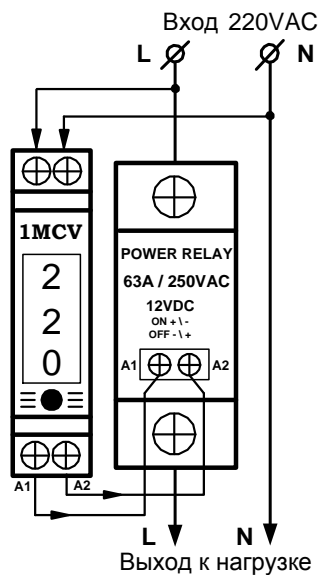 Вход 220VAC
L N
1MCV
2
2
0
POWER RELAY
63A / 250VAC
12VDC
ON + \ -
OFF - \ +
A1 A2
A1 A2
L N
Выход к нагрузке